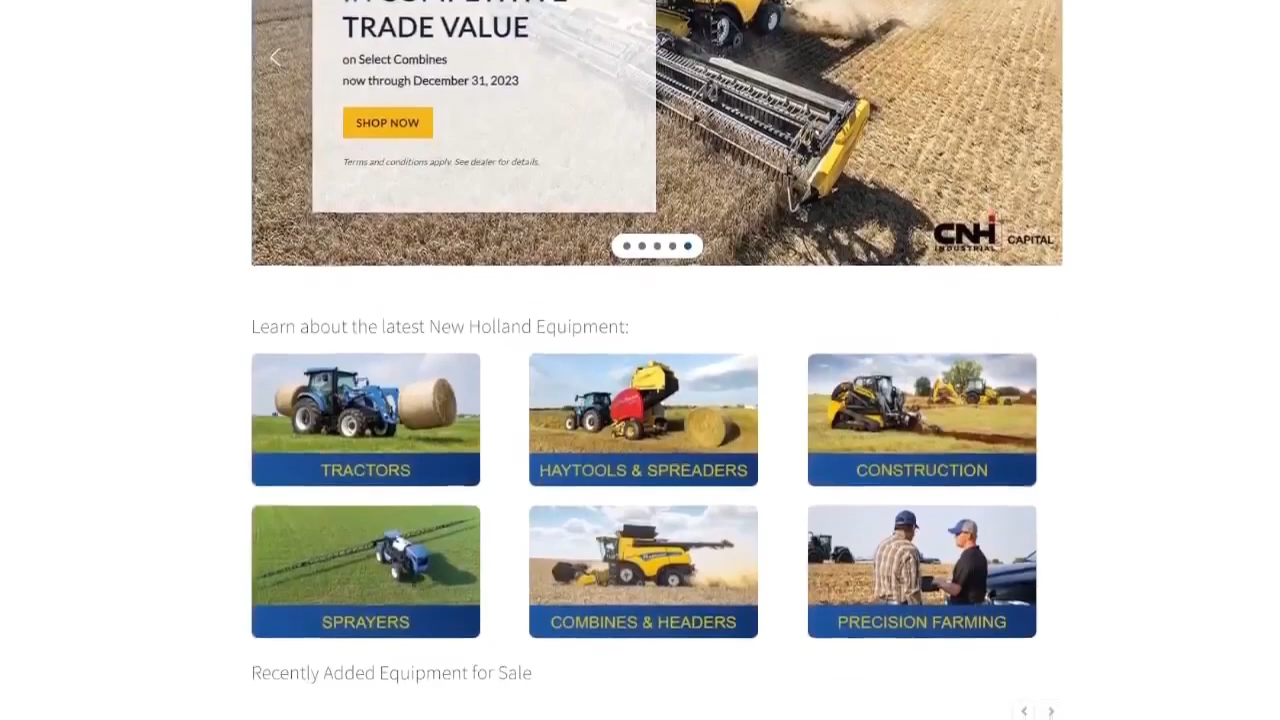 TRADE VALUE
on Select Combines
now through December 31, 2023
SHOP NOW
Terms and conditions apply. See dealer for details.
CNH
INDUSTRIAL
CAPITAL
Learn about the latest New Holland Equipment:
TRACTORS
HAYTOOLS & SPREADERS
CONSTRUCTION
SPRAYERS
COMBINES & HEADERS
PRECISION FARMING
Recently Added Equipment for Sale